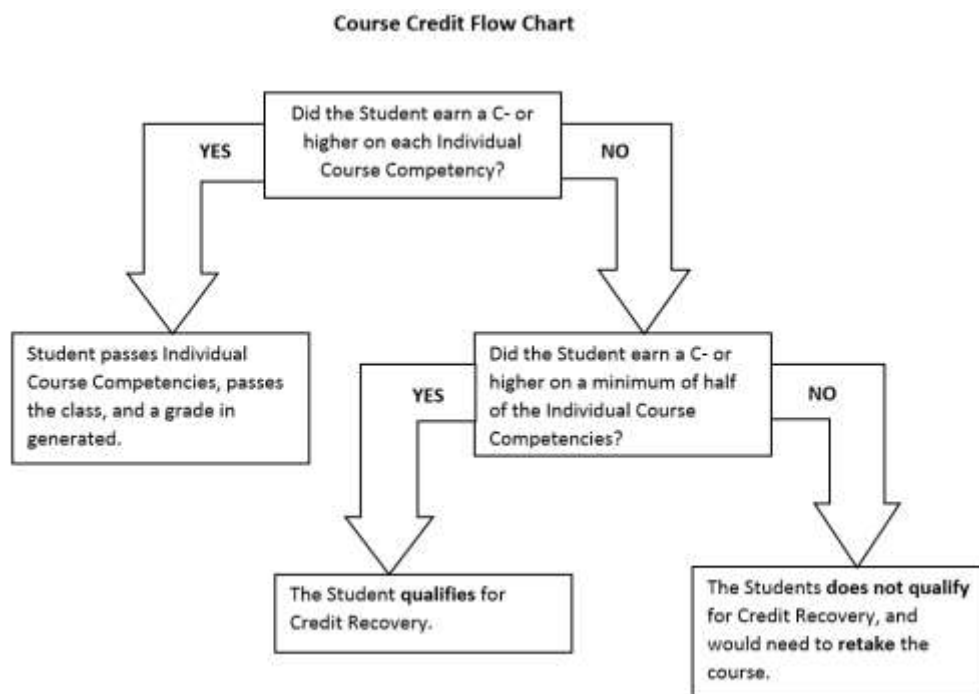 Course Credit Flow Chart
Did the Student earn a C- or
higher on each Individual
Course Competency?
YES
NO
Student passes Individual
Course Competencies, passes
the class, and a grade in
generated.
Did the Student earn a C- or
higher on a minimum of half
of the Individual Course
Competencies?
YES
NO
The Student qualifies for
Credit Recovery.
The Students does not qualify
for Credit Recovery, and
would need to retake the
course.